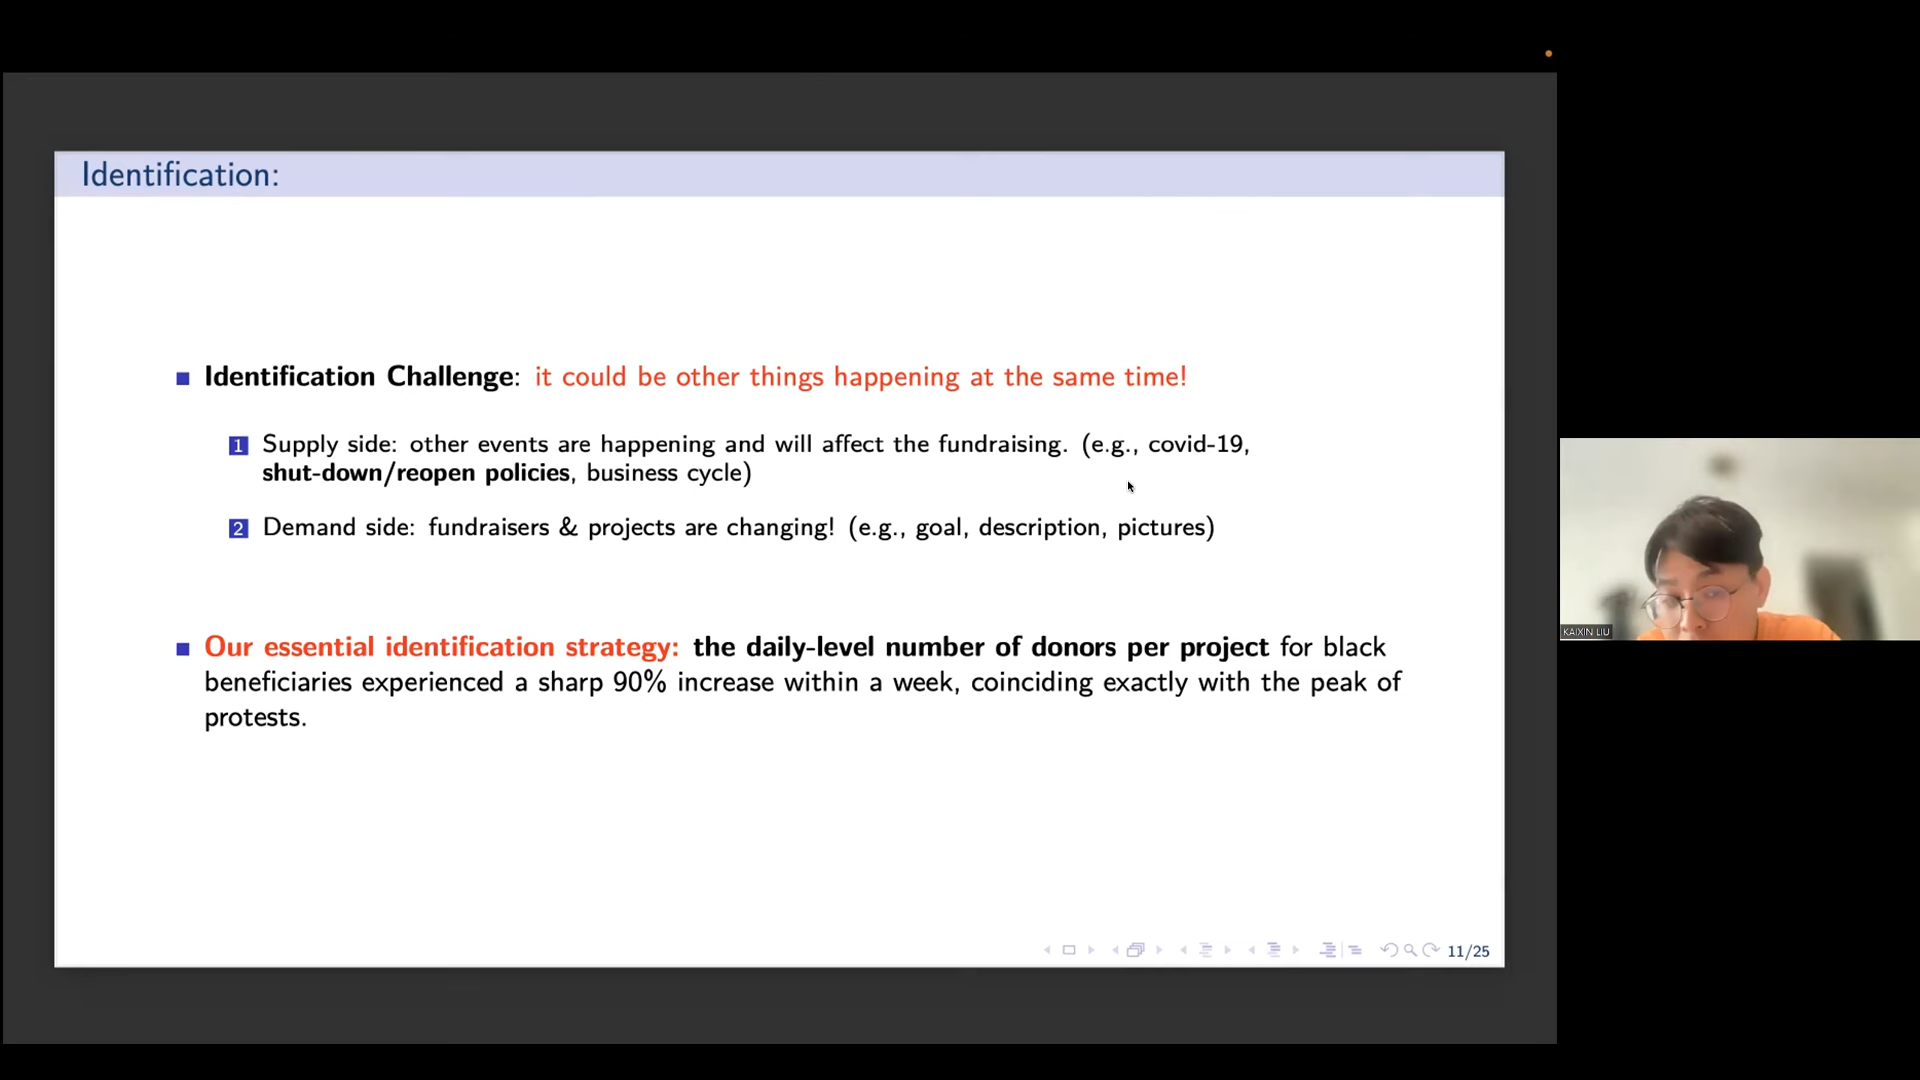 Identification:
Identification Challenge: it could be other things happening at the same time!
1 Supply side: other events are happening and will affect the fundraising. (e.g., covid-19,
shut-down/reopen policies, business cycle)
2 Demand side: fundraisers & projects are changing! (e.g., goal, description, pictures)
Our essential identification strategy: the daily-level number of donors per project for black
beneficiaries experienced a sharp 90% increase within a week, coinciding exactly with the peak of
protests.
11/25
KAIXIN LIU